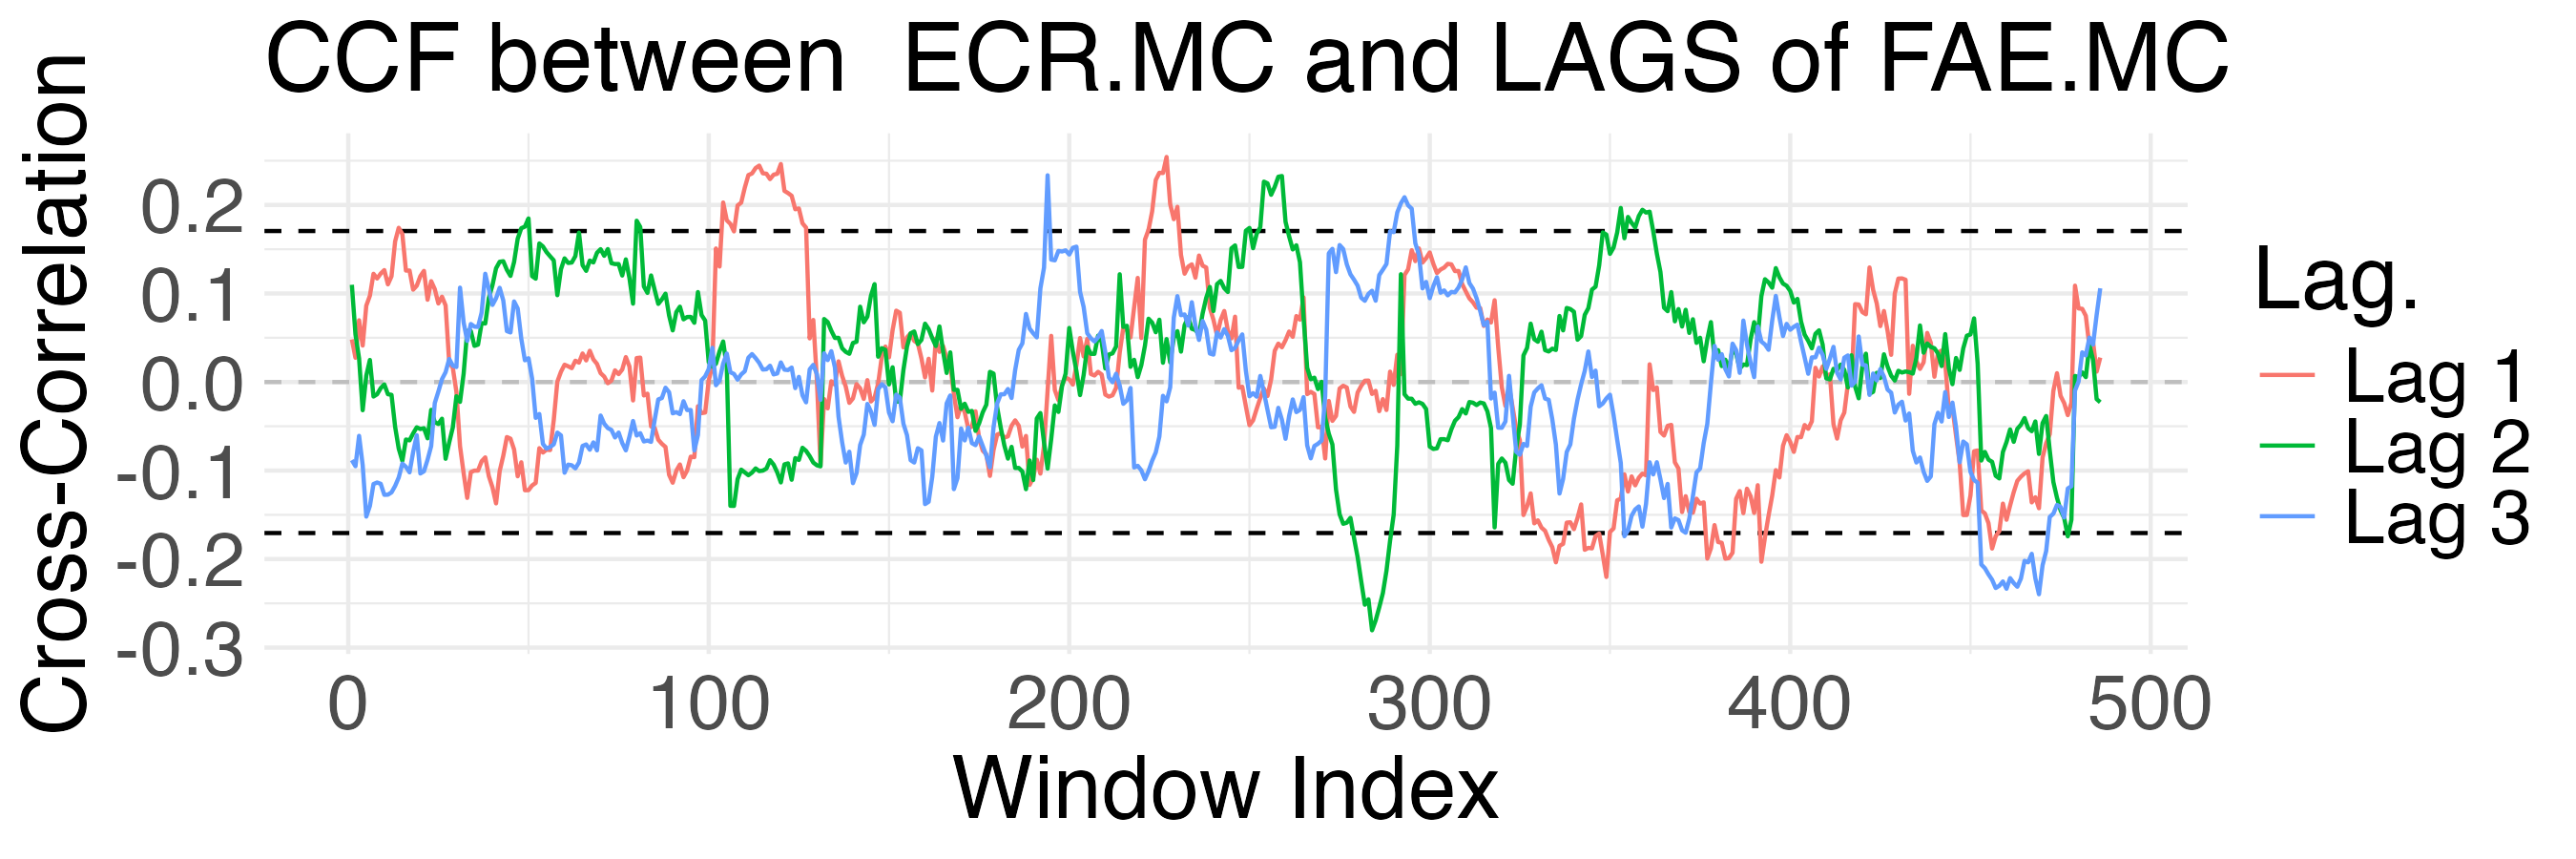 CCF between  ECR.MC and LAGS of FAE.MC
Cross-Correlation
0.2
0.1
0.0
-0.1
-0.2
-0.3
0 100 200 300 400 500
Window Index
Lag.
Lag 1
Lag 2
Lag 3